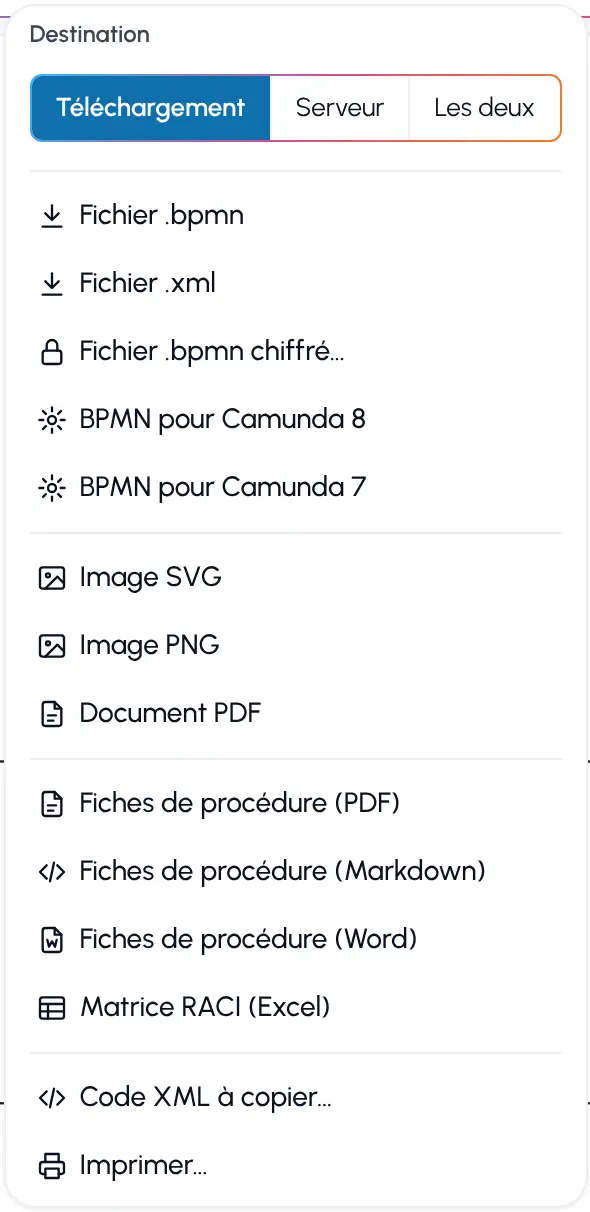 Destination
Téléchargement
Serveur
Les deux
Fichier .bpmn
Fichier .xml
Fichier .bpmn chiffré...
BPMN pour Camunda 8
BPMN pour Camunda 7
Image SVG
Image PNG
Document PDF
Fiches de procédure (PDF)
Fiches de procédure (Markdown)
Fiches de procédure (Word)
Matrice RACI (Excel)
Code XML à copier...
Imprimer...